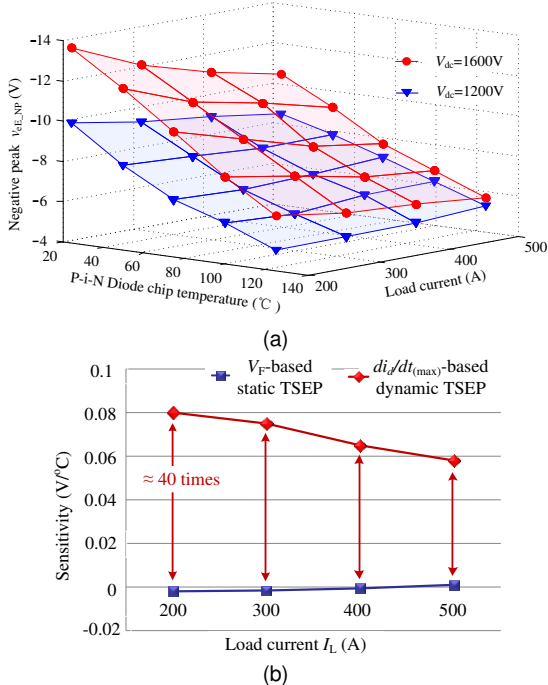 −14
−12
−10
−8
−6
−4
Negative peak v_eE_NP (V)
V_dc=1600V
V_dc=1200V
20
40
60
80
100
120
140
P-i-N Diode chip temperature (℃)
200
300
400
500
Load current (A)
(a)
V_F-based static TSEP
di_a/dt_(max)-based dynamic TSEP
0.1
0.08
0.06
0.04
0.02
0
-0.02
Sensitivity (V/°C)
≈ 40 times
200 300 400 500
Load current I_L (A)
(b)